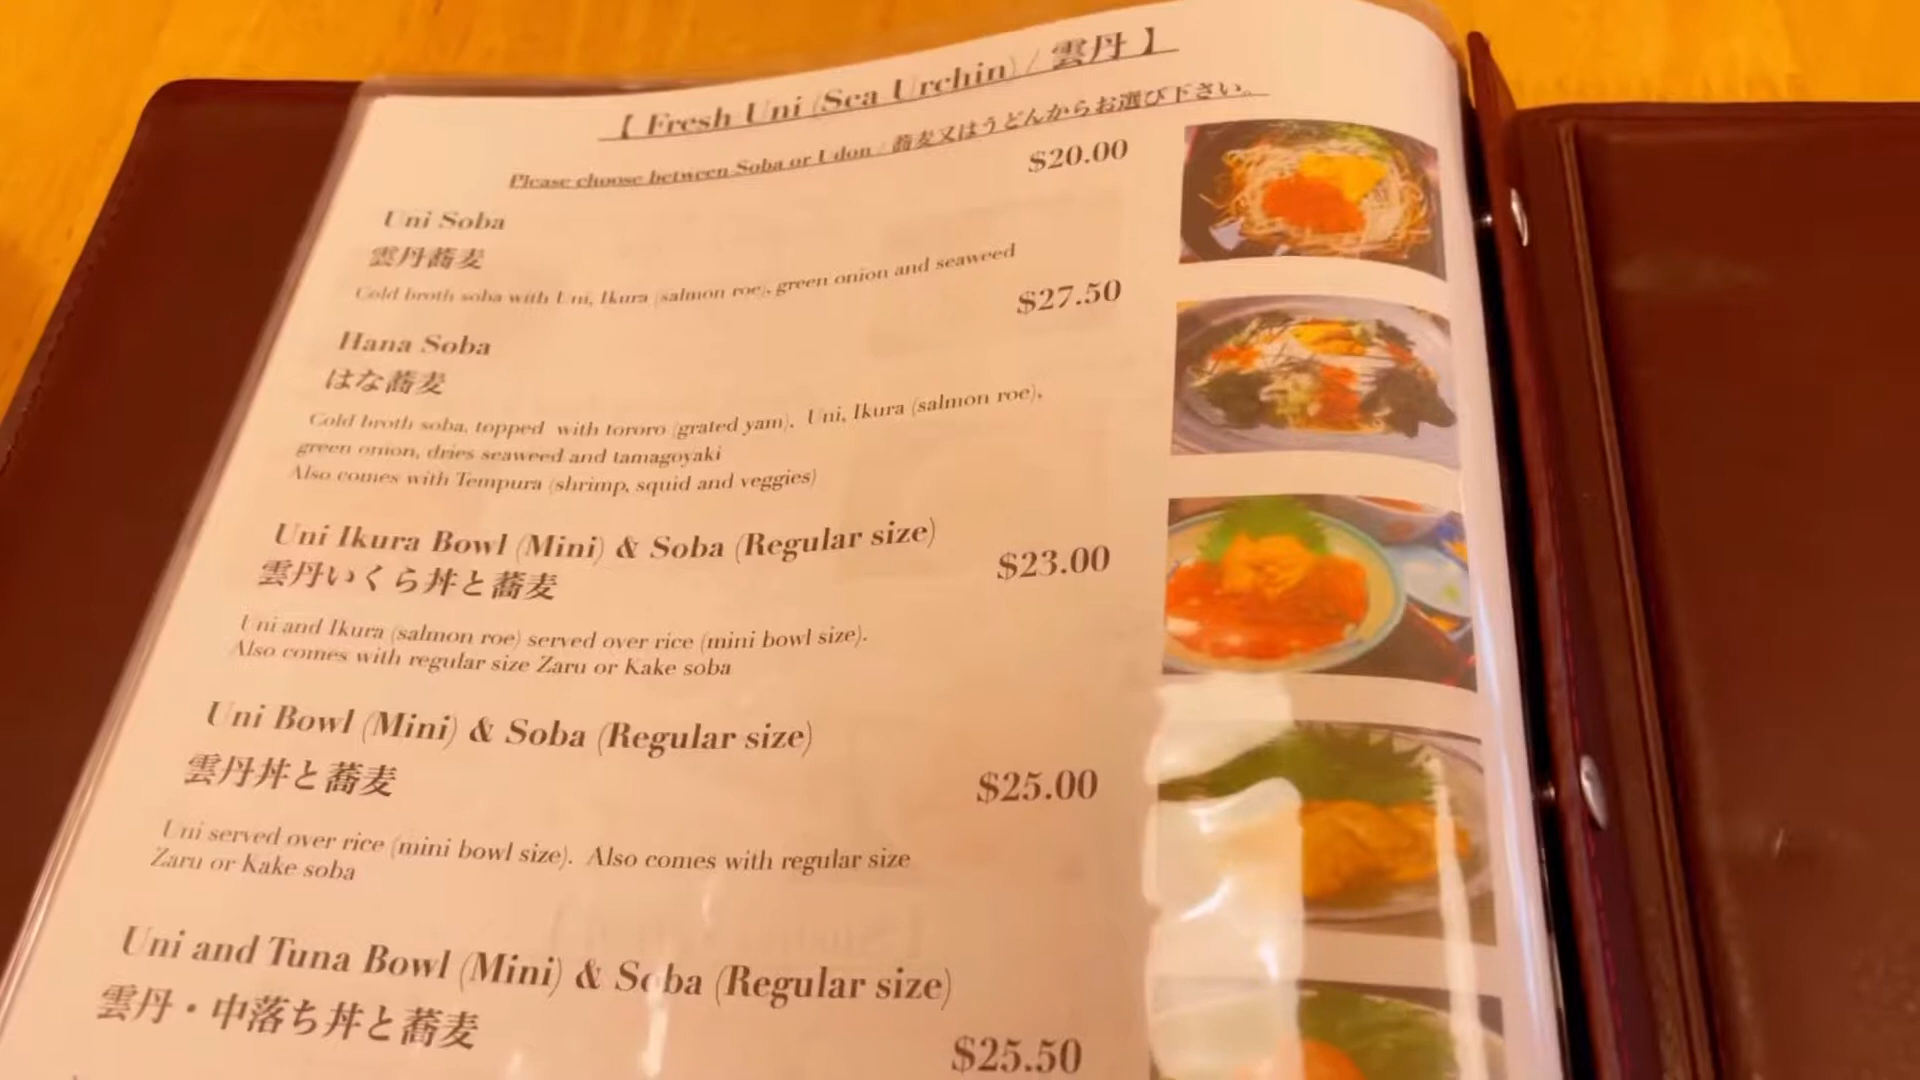 【 Fresh Uni (Sea Urchin) / 雲丹 】
Please choose between Soba or Udon / 蕎麦又はうどんからお選び下さい。
$20.00
Uni Soba
雲丹蕎麦
Cold broth soba with Uni, Ikura (salmon roe), green onion and seaweed
$27.50
Hana Soba
はな蕎麦
Cold broth soba, topped with tororo (grated yam), Uni, Ikura (salmon roe),
green onion, dries seaweed and tamagoyaki
Also comes with Tempura (shrimp, squid and veggies)
Uni Ikura Bowl (Mini) & Soba (Regular size)
$23.00
雲丹いくら丼と蕎麦
Uni and Ikura (salmon roe) served over rice (mini bowl size).
Also comes with regular size Zaru or Kake soba
Uni Bowl (Mini) & Soba (Regular size)
雲丹丼と蕎麦
$25.00
Uni served over rice (mini bowl size). Also comes with regular size
Zaru or Kake soba
Uni and Tuna Bowl (Mini) & Soba (Regular size)
雲丹・中落ち丼と蕎麦
$25.50